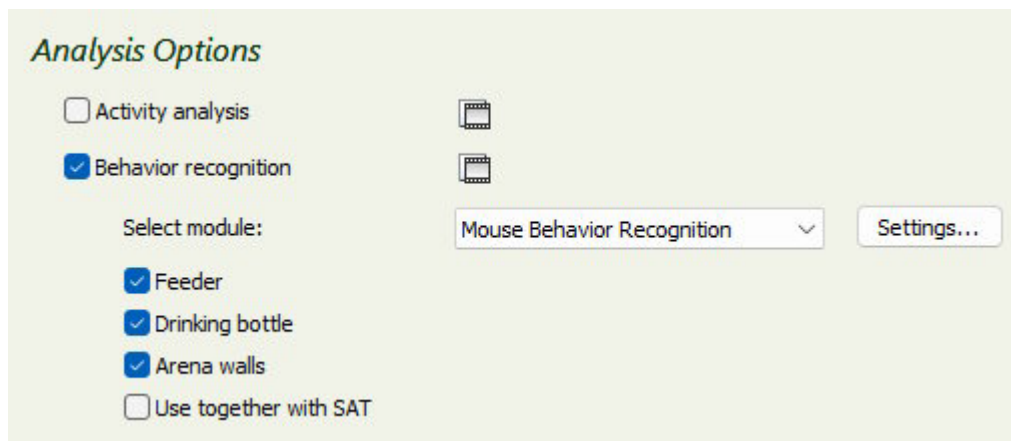 Analysis Options
Activity analysis
Behavior recognition
Select module: Mouse Behavior Recognition Settings...
Feeder
Drinking bottle
Arena walls
Use together with SAT